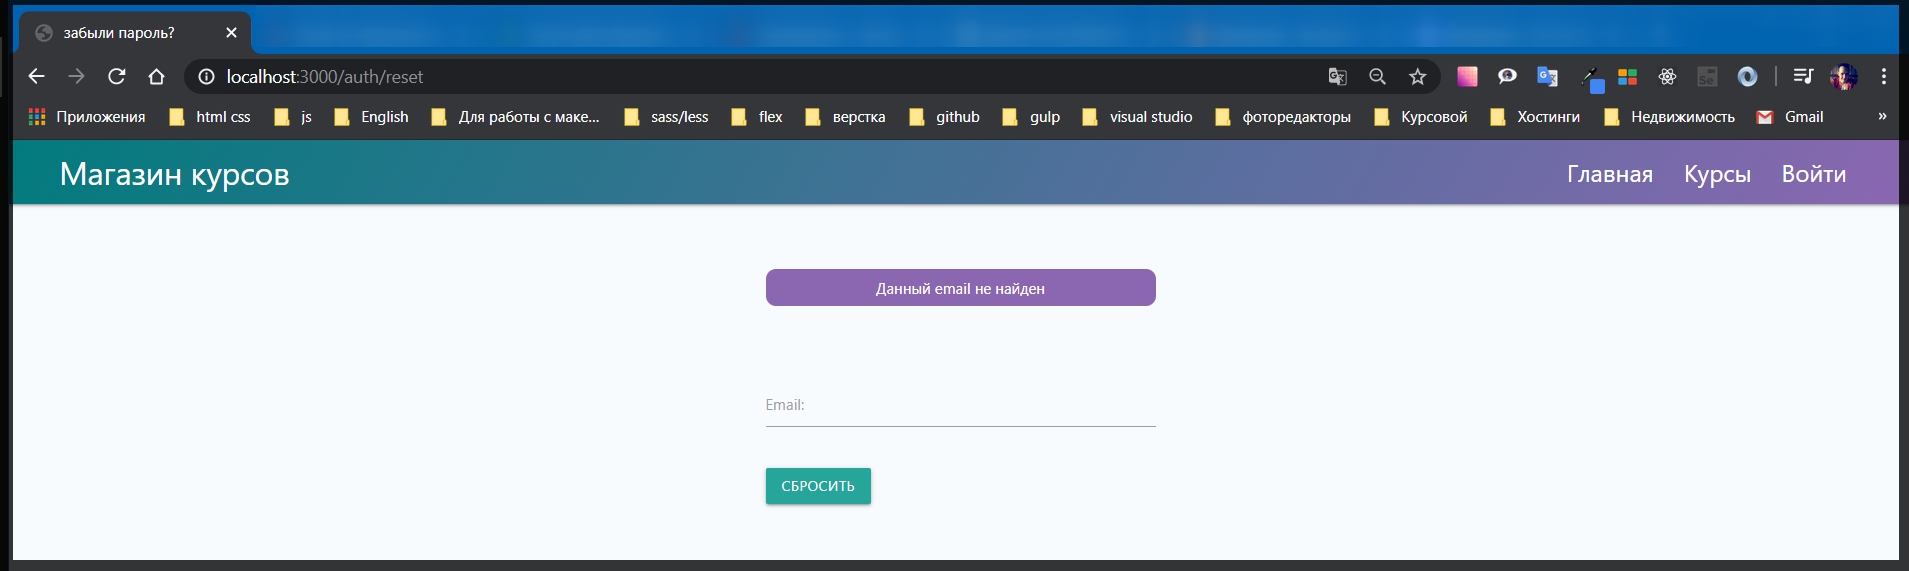 забыли пароль?
localhost:3000/auth/reset
Приложения html css js English Для работы с маке... sass/less flex верстка github gulp visual studio фоторедакторы Курсовой Хостинги Недвижимость Gmail »
Магазин курсов Главная Курсы Войти
Данный email не найден
Email:
СБРОСИТЬ